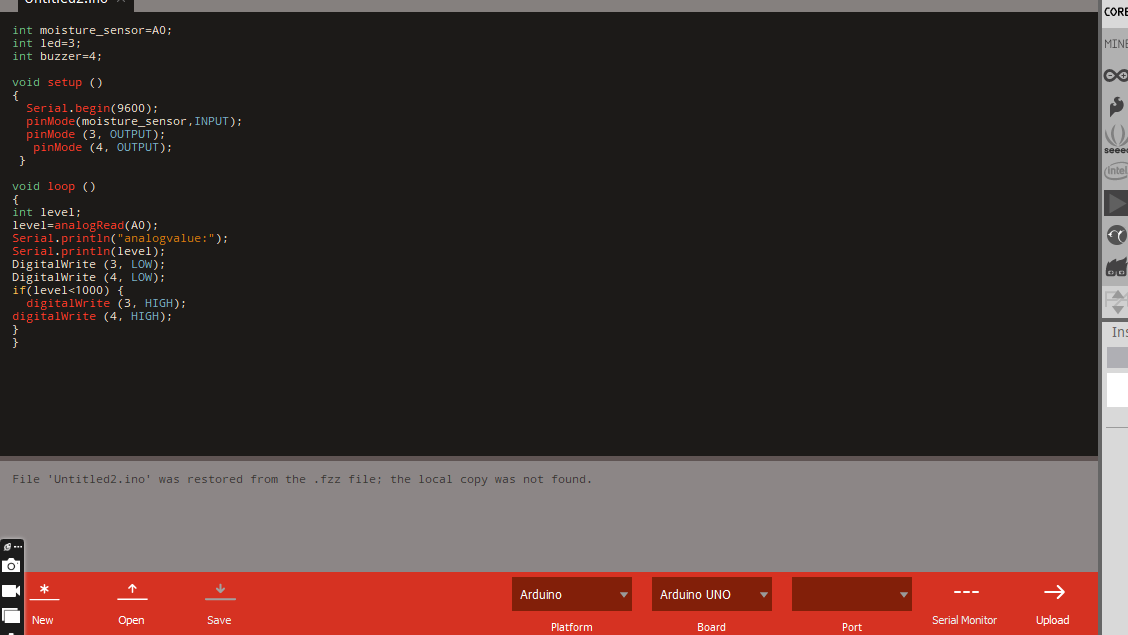 Untitled2.ino
int moisture_sensor=A0;
int led=3;
int buzzer=4;
void setup ()
{
Serial.begin(9600);
pinMode(moisture_sensor,INPUT);
pinMode (3, OUTPUT);
pinMode (4, OUTPUT);
}
void loop ()
{
int level;
level=analogRead(A0);
Serial.println("analogvalue:");
Serial.println(level);
DigitalWrite (3, LOW);
DigitalWrite (4, LOW);
if(level<1000) {
digitalWrite (3, HIGH);
digitalWrite (4, HIGH);
}
}
File 'Untitled2.ino' was restored from the .fzz file; the local copy was not found.
New
Open
Save
Arduino
Platform
Arduino UNO
Board
Port
Serial Monitor
Upload
CORE
MINE
seeed
intel
Ins